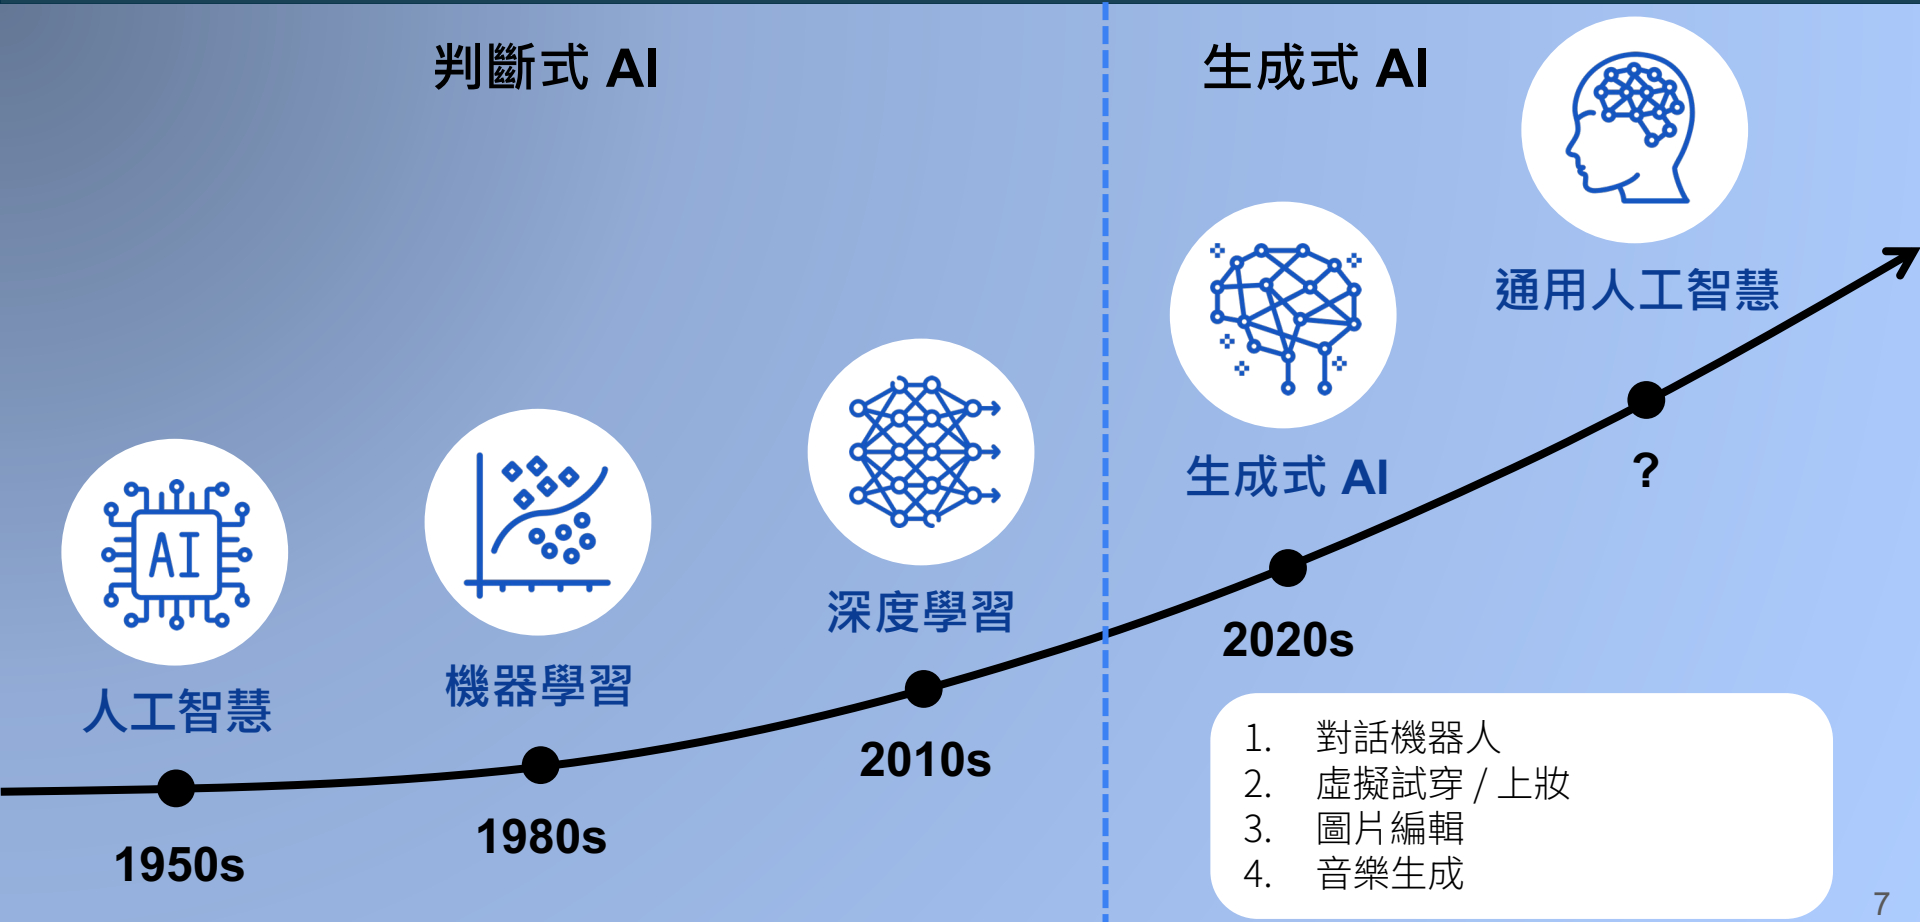 判斷式 AI
生成式 AI
通用人工智慧
生成式 AI
?
深度學習
2020s
機器學習
人工智慧
AI
2010s
1980s
1950s
1. 對話機器人
2. 虛擬試穿 / 上妝
3. 圖片編輯
4. 音樂生成
7